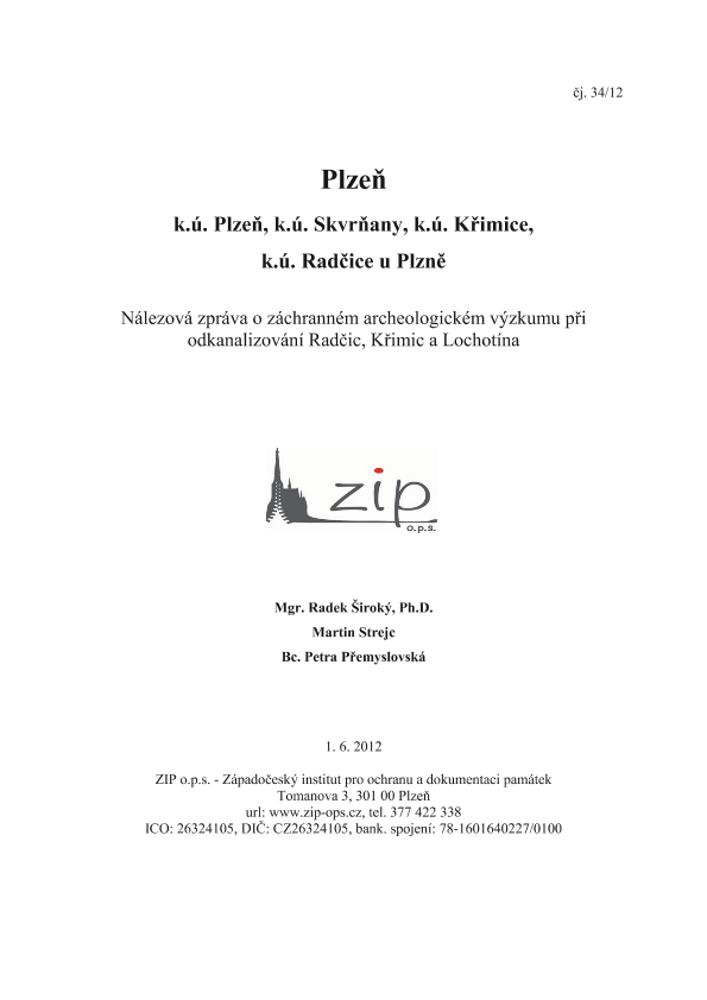 čj. 34/12
Plzeň
k.ú. Plzeň, k.ú. Skvrňany, k.ú. Křimice,
k.ú. Radčice u Plzně
Nálezová zpráva o záchranném archeologickém výzkumu při
odkanalizování Radčic, Křimic a Lochotína
zip
o.p.s.
Mgr. Radek Široký, Ph.D.
Martin Strejc
Bc. Petra Přemyslovská
1. 6. 2012
ZIP o.p.s. - Západočeský institut pro ochranu a dokumentaci památek
Tomanova 3, 301 00 Plzeň
url: www.zip-ops.cz, tel. 377 422 338
ICO: 26324105, DIČ: CZ26324105, bank. spojení: 78-1601640227/0100